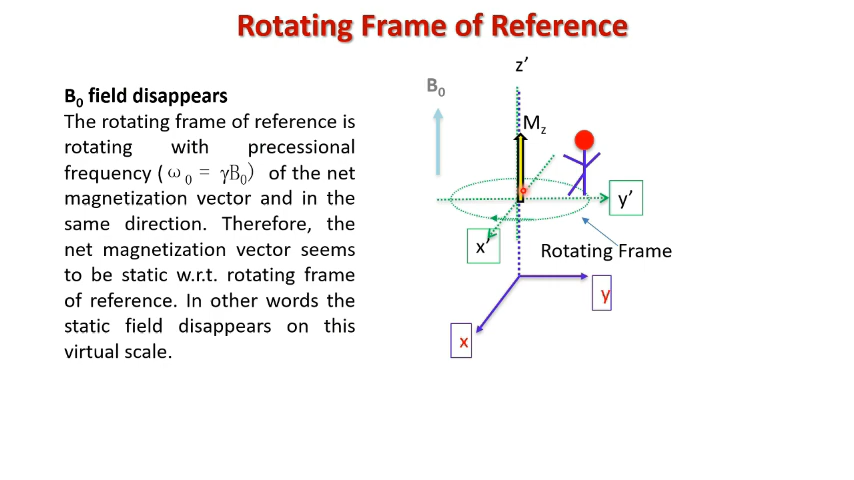 Rotating Frame of Reference
B₀ field disappears
The rotating frame of reference is
rotating with precessional
frequency (ω₀ = γB₀) of the net
magnetization vector and in the
same direction. Therefore, the
net magnetization vector seems
to be static w.r.t. rotating frame
of reference. In other words the
static field disappears on this
virtual scale.
z’
B₀
M_z
y’
x’
Rotating Frame
y
x